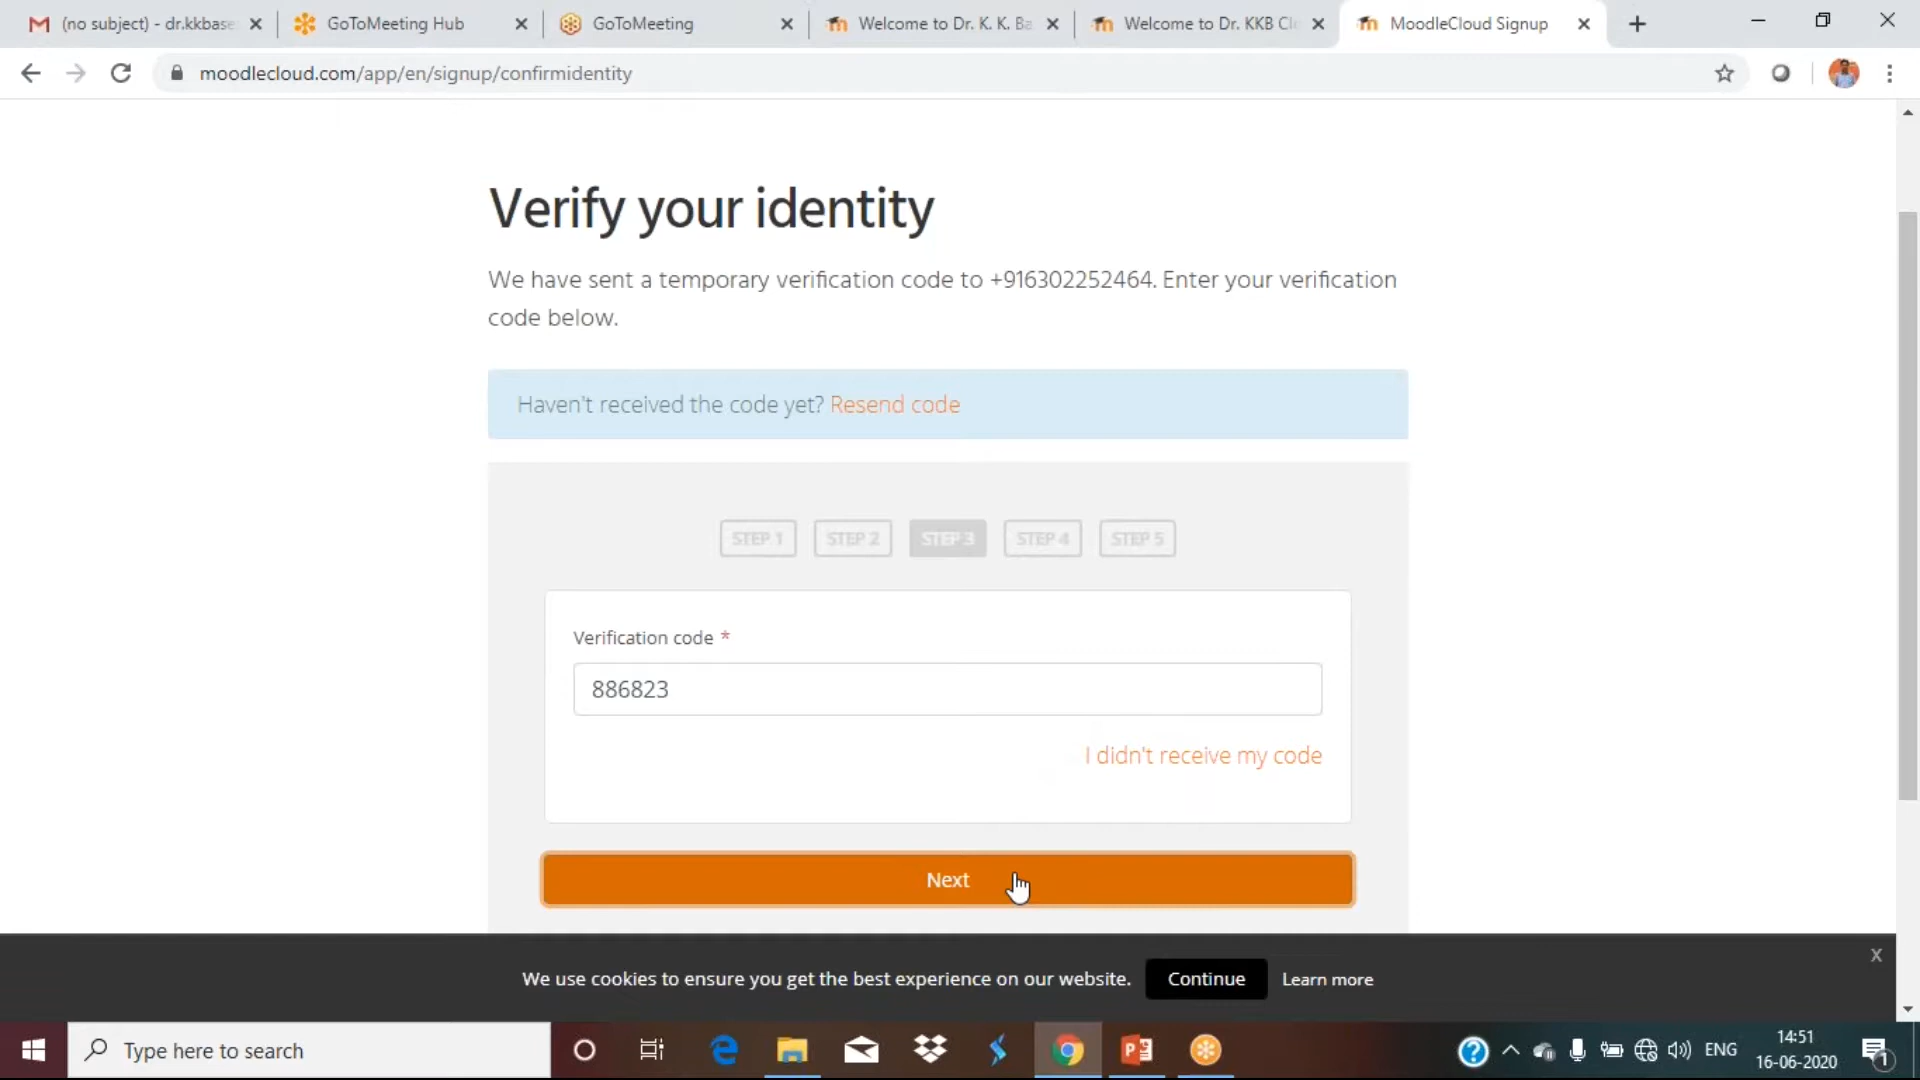 (no subject) - dr.kkbase
GoToMeeting Hub
GoToMeeting
Welcome to Dr. K. K. Ba
Welcome to Dr. KKB Cl
MoodleCloud Signup
moodlecloud.com/app/en/signup/confirmidentity
Verify your identity
We have sent a temporary verification code to +916302252464. Enter your verification
code below.
Haven't received the code yet? Resend code
STEP 1 STEP 2 STEP 3 STEP 4 STEP 5
Verification code *
886823
I didn't receive my code
Next
We use cookies to ensure you get the best experience on our website. Continue Learn more
X
Type here to search
ENG
14:51
16-06-2020
1